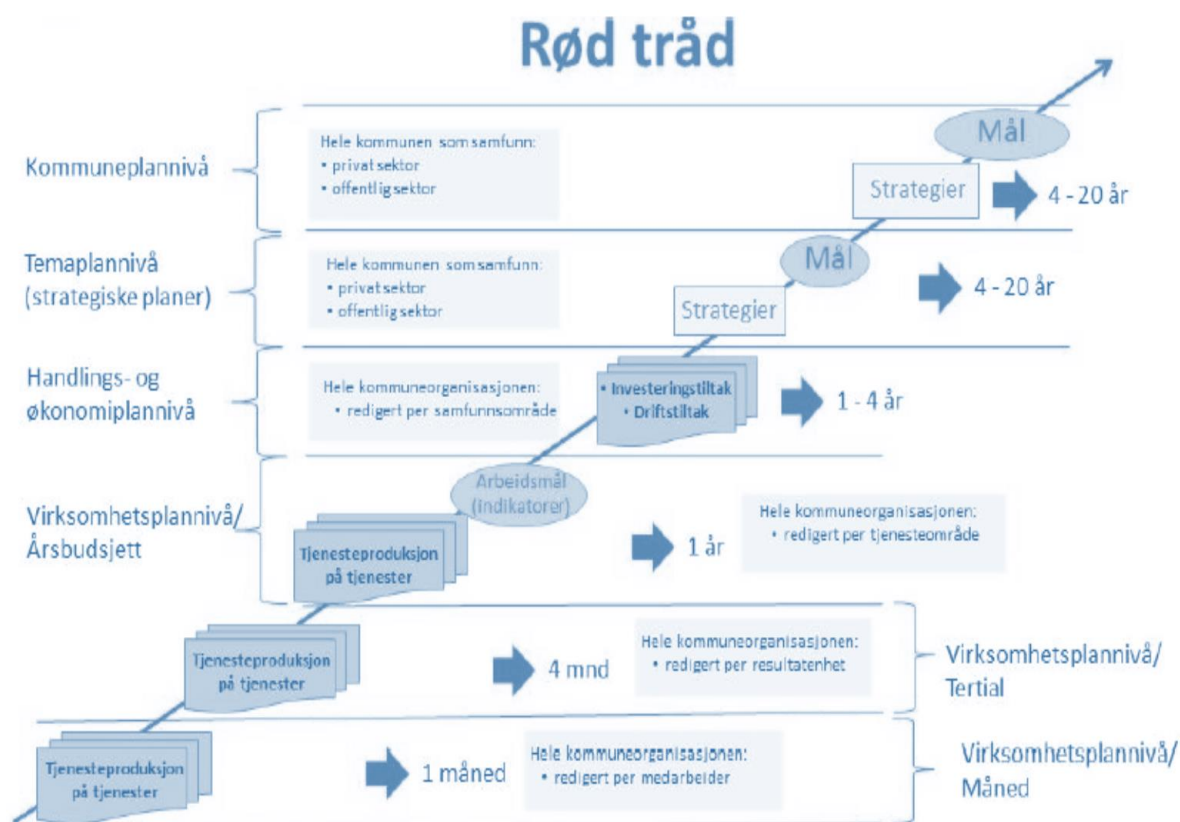 Rød tråd
Kommuneplannivå
Hele kommunen som samfunn:
• privat sektor
• offentlig sektor
Mål
Strategier
4 - 20 år
Temaplannivå
(strategiske planer)
Hele kommunen som samfunn:
• privat sektor
• offentlig sektor
Mål
Strategier
4 - 20 år
Handlings- og
økonomiplannivå
Hele kommuneorganisasjonen:
• redigert per samfunnsområde
• Investeringstiltak
• Driftstiltak
1 - 4 år
Virksomhetsplannivå/
Årsbudsjett
Arbeidsmål
(indikatorer)
Tjenesteproduksjon
på tjenester
1 år
Hele kommuneorganisasjonen:
• redigert per tjenesteområde
Tjenesteproduksjon
på tjenester
4 mnd
Hele kommuneorganisasjonen:
• redigert per resultatenhet
Virksomhetsplannivå/
Tertial
Tjenesteproduksjon
på tjenester
1 måned
Hele kommuneorganisasjonen:
• redigert per medarbeider
Virksomhetsplannivå/
Måned